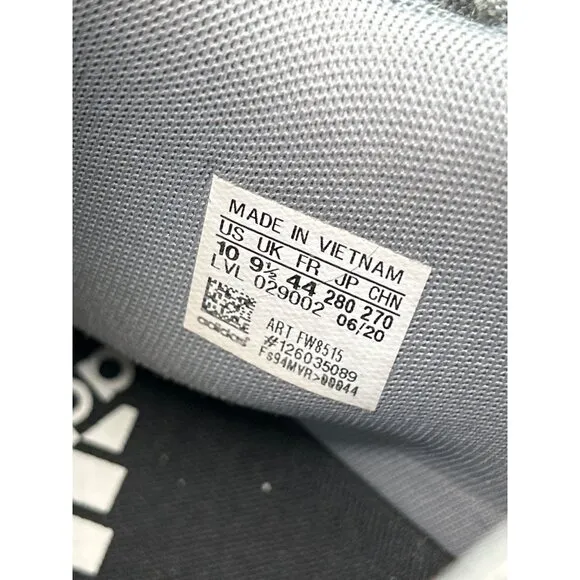 MADE IN VIETNAM
US UK FR JP CHN
10 9½ 44 280 270
LVL 029002 06/20
ART FW8515
#126035089
Fs94MVR>00044
adidas